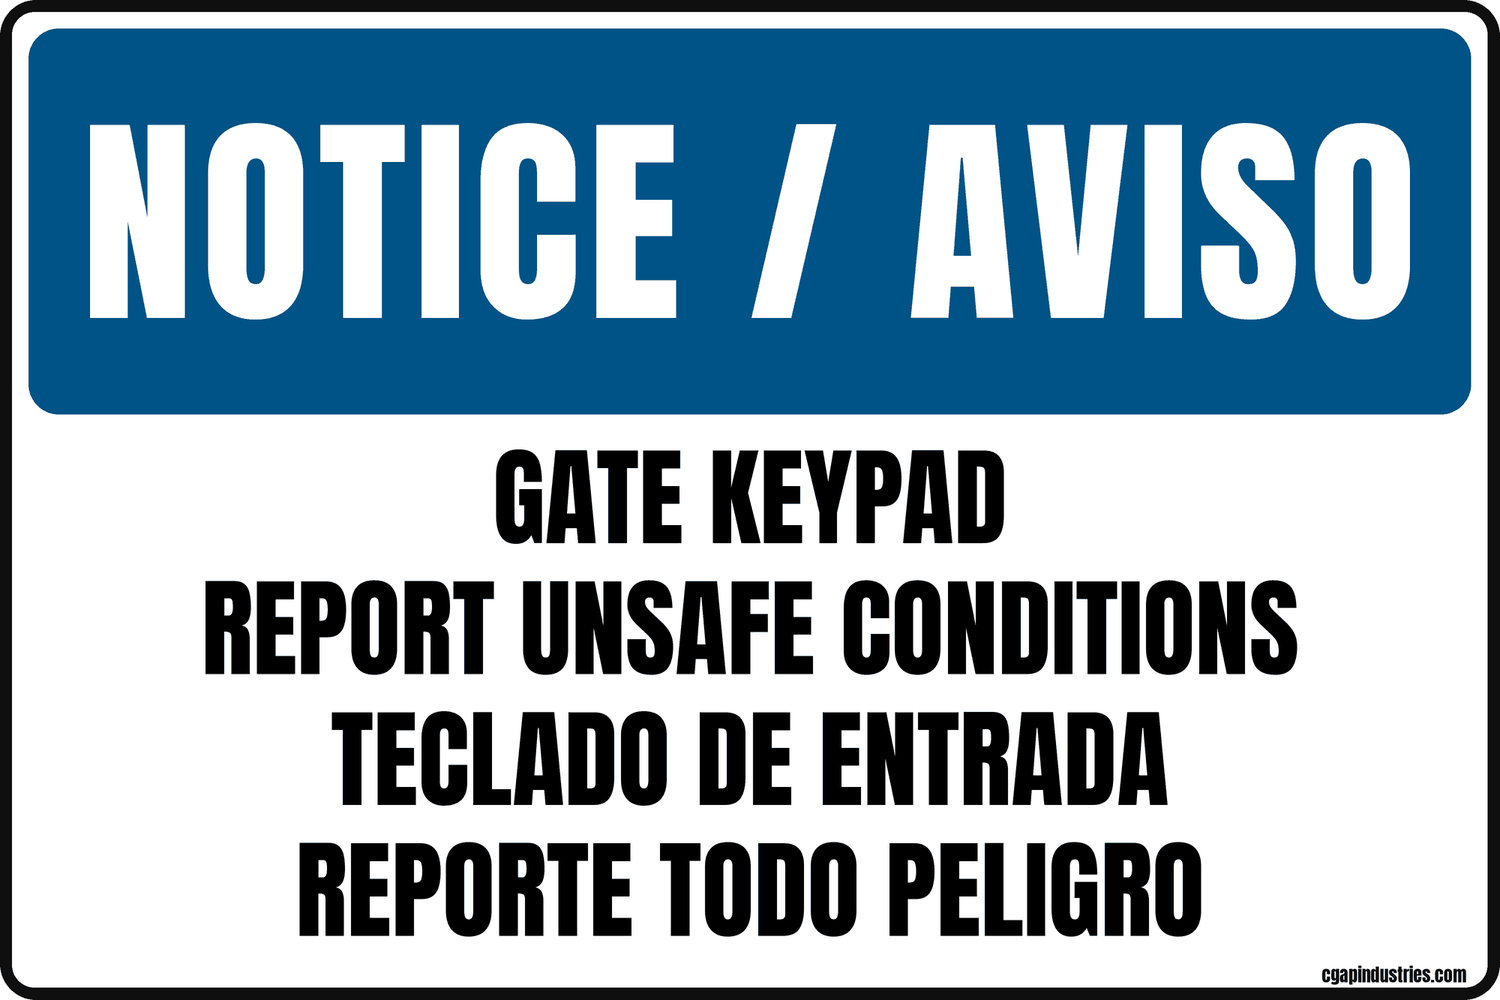 NOTICE / AVISO
GATE KEYPAD
REPORT UNSAFE CONDITIONS
TECLADO DE ENTRADA
REPORTE TODO PELIGRO
cgapindustries.com